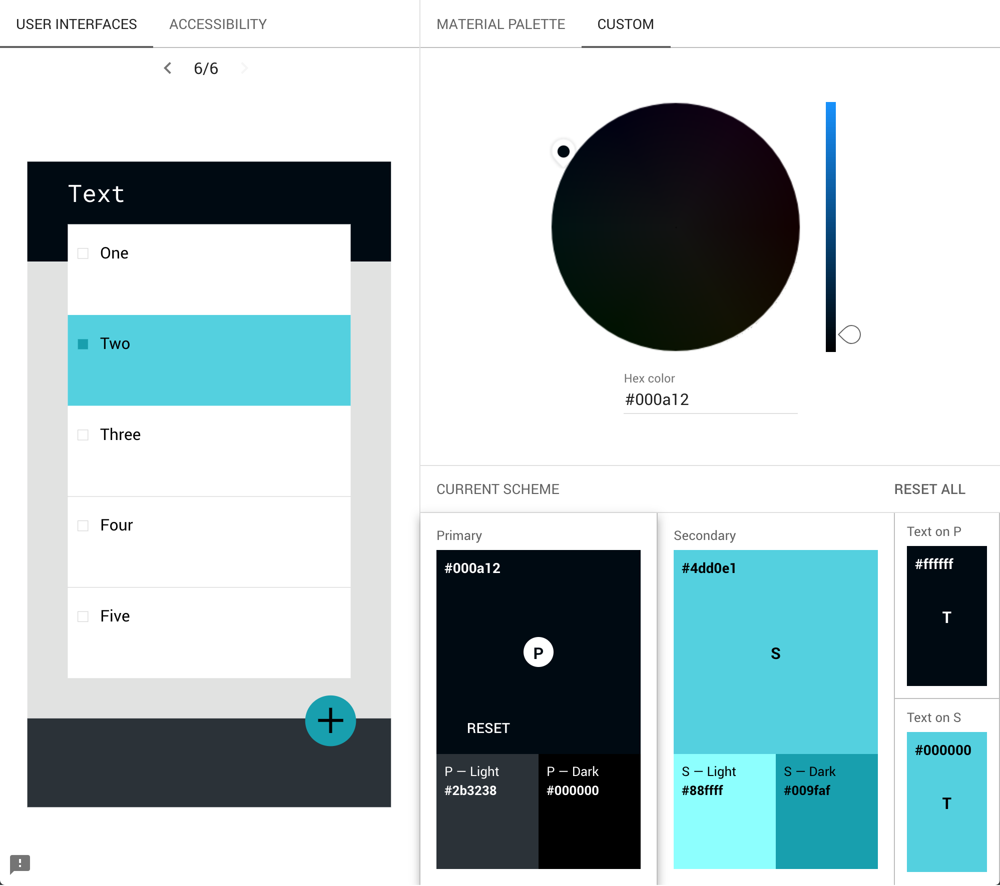 USER INTERFACES
ACCESSIBILITY
6/6
Text
One
Two
Three
Four
Five
MATERIAL PALETTE
CUSTOM
Hex color
#000a12
CURRENT SCHEME
RESET ALL
Primary
#000a12
P
RESET
P — Light
#2b3238
P — Dark
#000000
Secondary
#4dd0e1
S
S — Light
#88ffff
S — Dark
#009faf
Text on P
#ffffff
T
Text on S
#000000
T